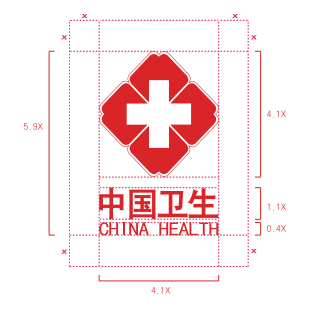 × ×
× ×
4.1X
5.9X
中国卫生
1.1X
CHINA HEALTH
0.4X
× ×
4.1X